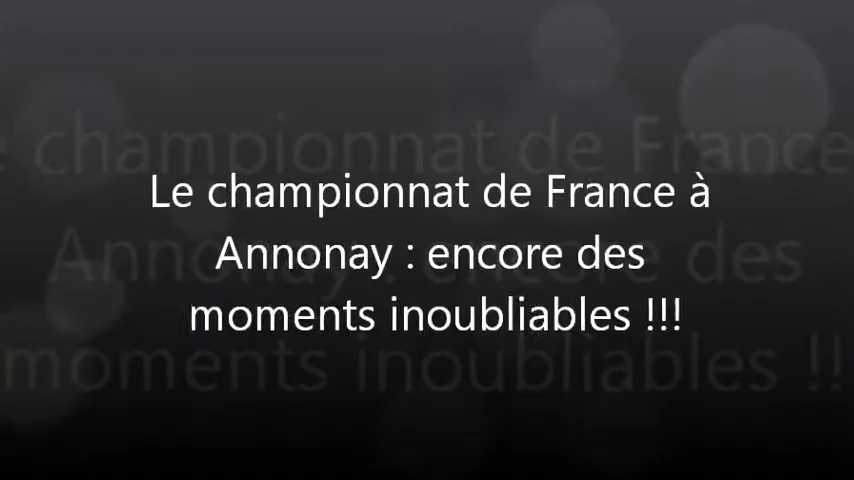 Le championnat de France à
Annonay : encore des
moments inoubliables !!!